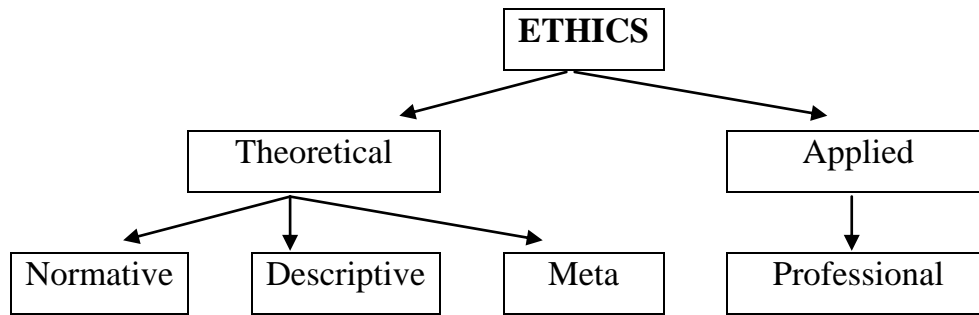 ETHICS
Theoretical
Applied
Normative
Descriptive
Meta
Professional